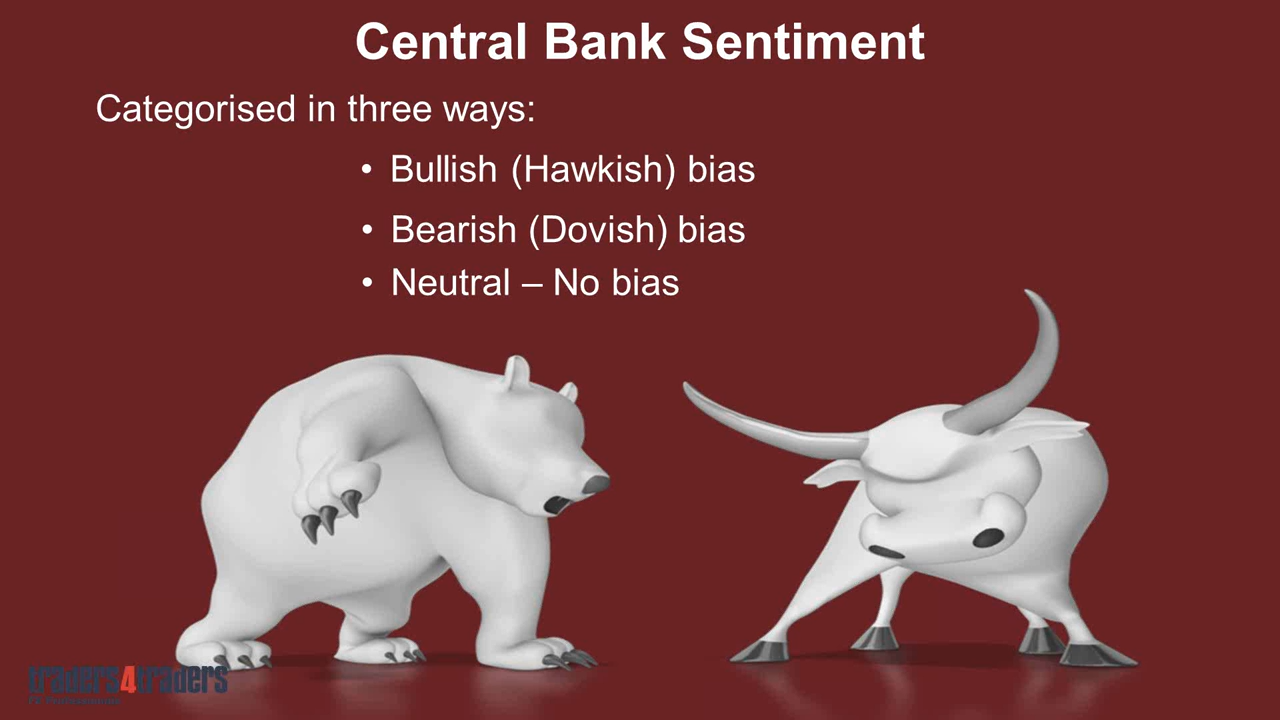 Central Bank Sentiment
Categorised in three ways:
• Bullish (Hawkish) bias
• Bearish (Dovish) bias
• Neutral – No bias
traders4traders